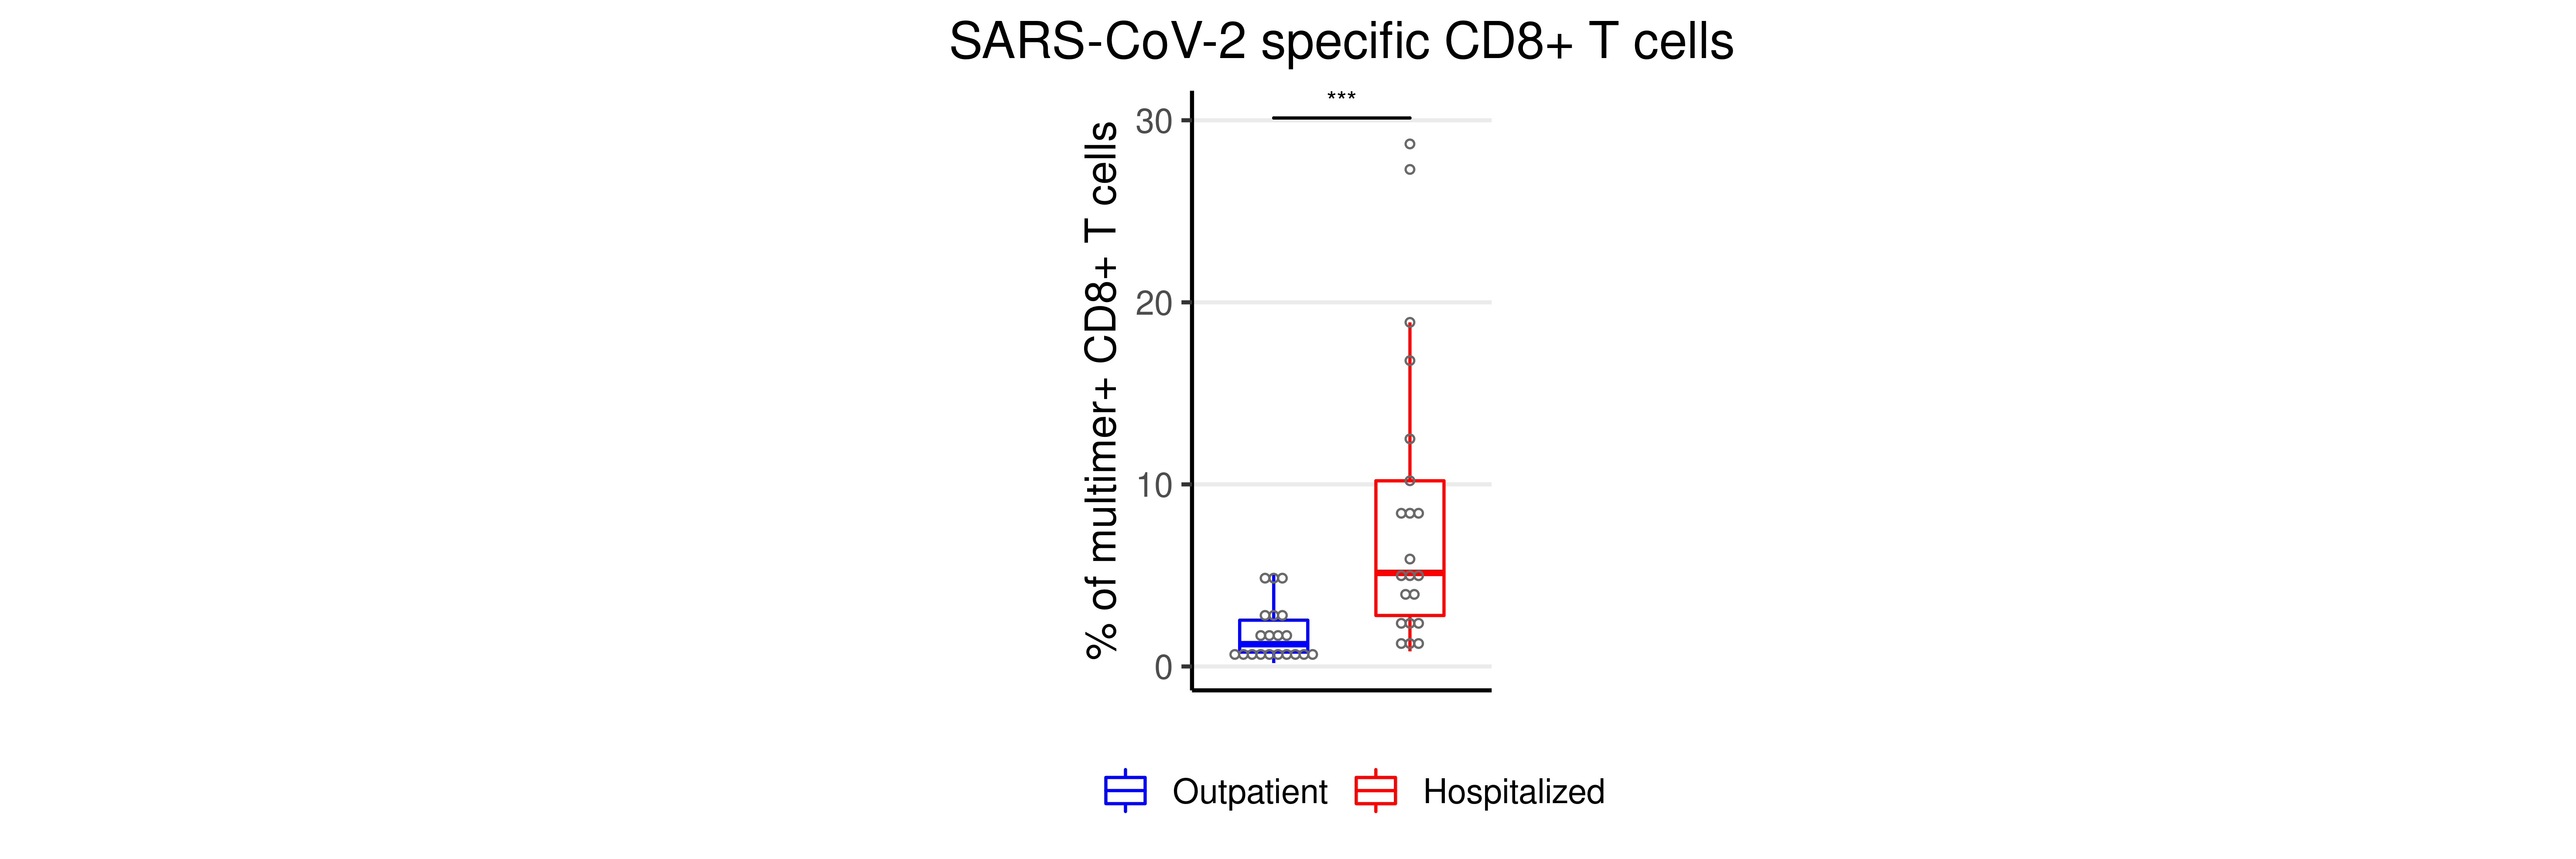 SARS-CoV-2 specific CD8+ T cells
***
% of multimer+ CD8+ T cells
30
20
10
0
Outpatient
Hospitalized